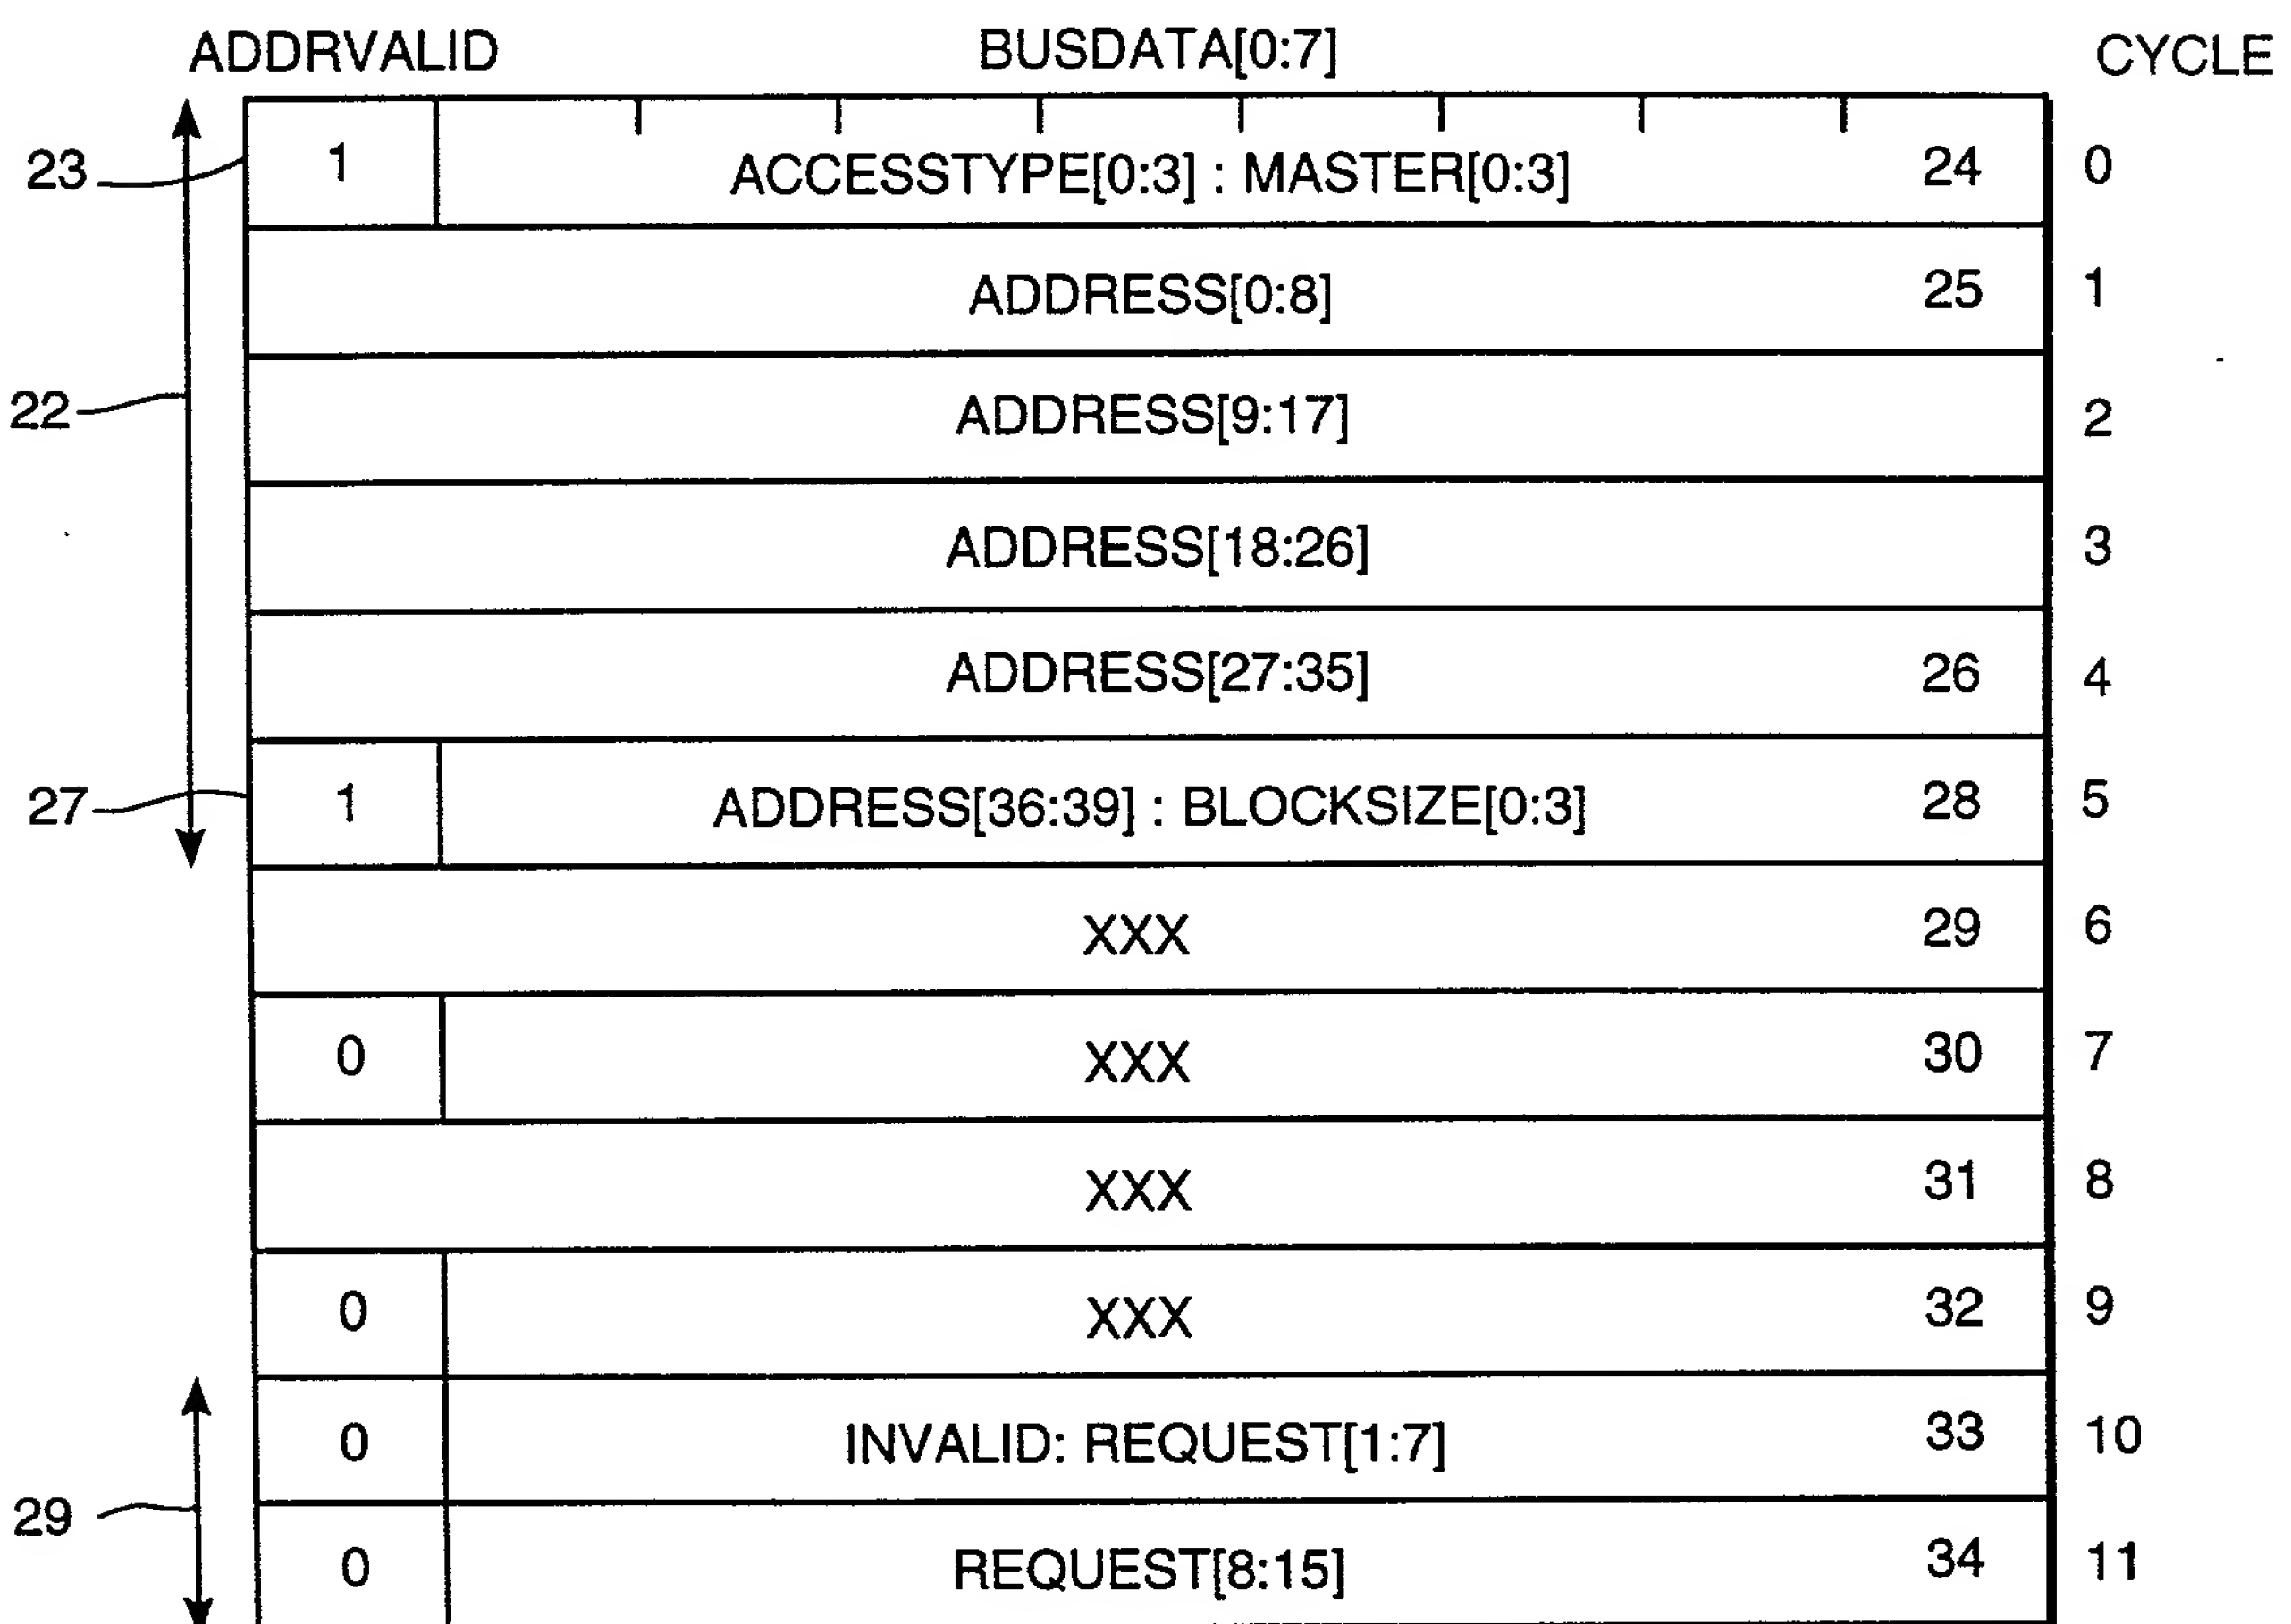 ADDRVALID BUSDATA[0:7] CYCLE
23 1 ACCESSTYPE[0:3] : MASTER[0:3] 24 0
ADDRESS[0:8] 25 1
22 ADDRESS[9:17] 2
ADDRESS[18:26] 3
ADDRESS[27:35] 26 4
27 1 ADDRESS[36:39] : BLOCKSIZE[0:3] 28 5
XXX 29 6
0 XXX 30 7
XXX 31 8
0 XXX 32 9
0 INVALID: REQUEST[1:7] 33 10
29 0 REQUEST[8:15] 34 11